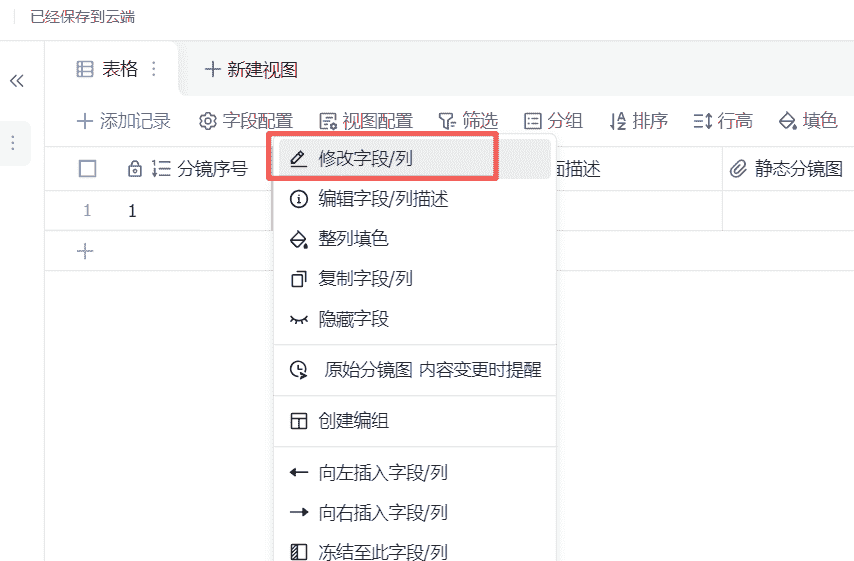 已经保存到云端
表格 新建视图
添加记录 字段配置 视图配置 筛选 分组 排序 行高 填色
分镜序号 面描述 静态分镜图
1 1
修改字段/列
编辑字段/列描述
整列填色
复制字段/列
隐藏字段
原始分镜图 内容变更时提醒
创建编组
向左插入字段/列
向右插入字段/列
冻结至此字段/列